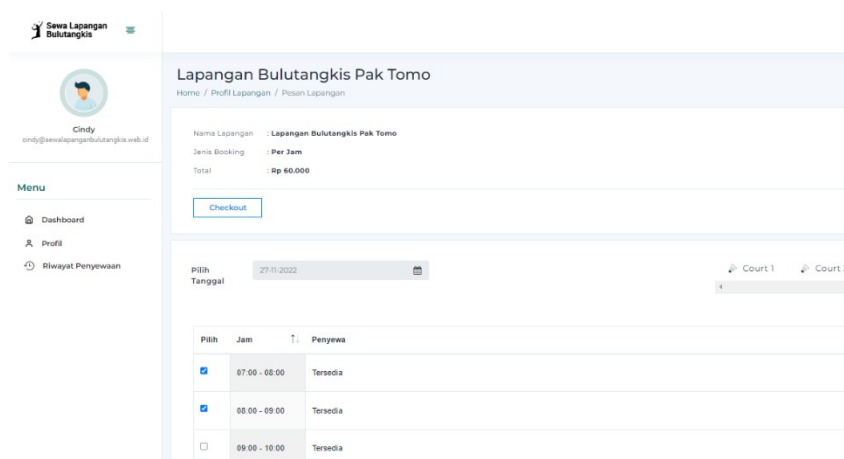 Sewa Lapangan
Bulutangkis
Cindy
cindy@sewalapanganbulutangkis.web.id
Menu
Dashboard
Profil
Riwayat Penyewaan
Lapangan Bulutangkis Pak Tomo
Home / Profil Lapangan / Pesan Lapangan
Nama Lapangan : Lapangan Bulutangkis Pak Tomo
Jenis Booking : Per Jam
Total : Rp 60.000
Checkout
Pilih
Tanggal
27-11-2022
Court 1 Court
Pilih Jam Penyewa
07:00 - 08:00 Tersedia
08:00 - 09:00 Tersedia
09:00 - 10:00 Tersedia